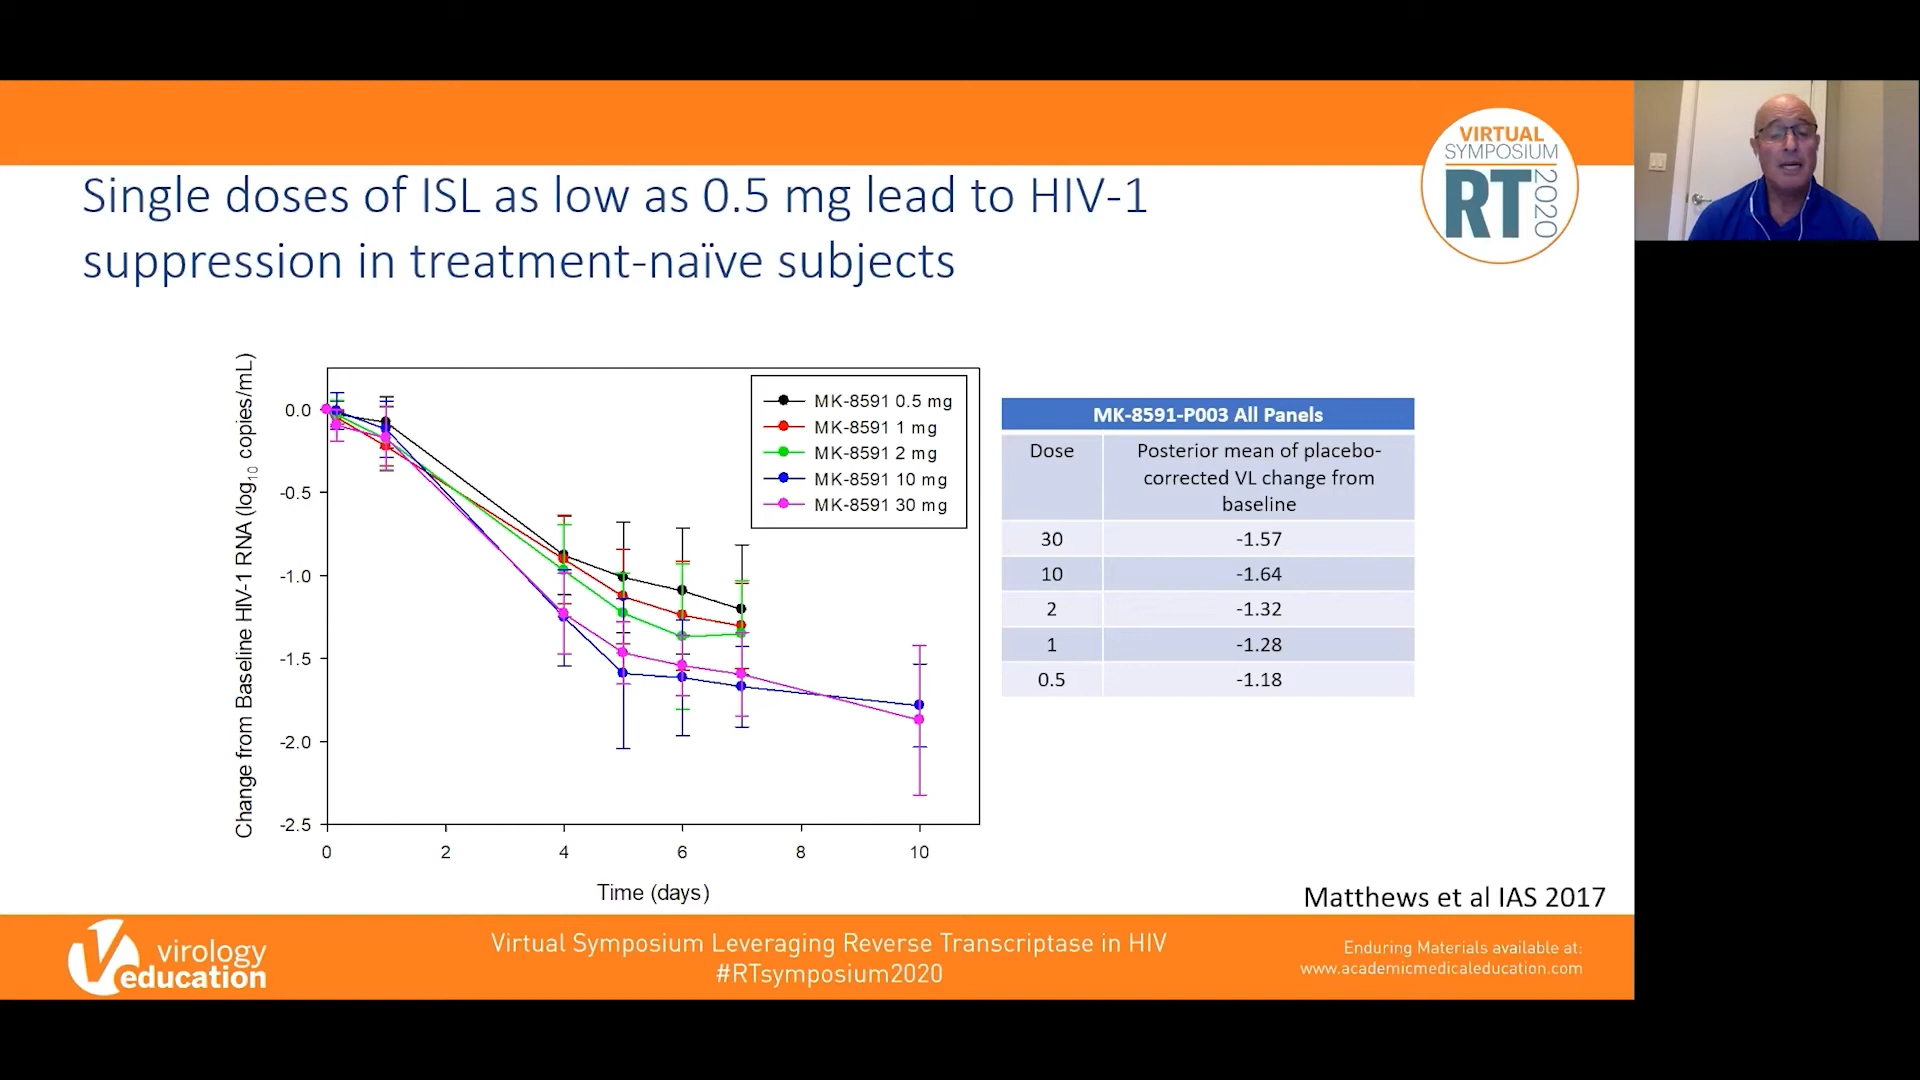 VIRTUAL
SYMPOSIUM
RT 2020
Single doses of ISL as low as 0.5 mg lead to HIV-1
suppression in treatment-naïve subjects
Change from Baseline HIV-1 RNA (log10 copies/mL)
0.0
-0.5
-1.0
-1.5
-2.0
-2.5
0 2 4 6 8 10
Time (days)
MK-8591 0.5 mg
MK-8591 1 mg
MK-8591 2 mg
MK-8591 10 mg
MK-8591 30 mg
MK-8591-P003 All Panels
Dose Posterior mean of placebo-
corrected VL change from
baseline
30 -1.57
10 -1.64
2 -1.32
1 -1.28
0.5 -1.18
Matthews et al IAS 2017
virology
education
Virtual Symposium Leveraging Reverse Transcriptase in HIV
#RTsymposium2020
Enduring Materials available at:
www.academicmedicaleducation.com